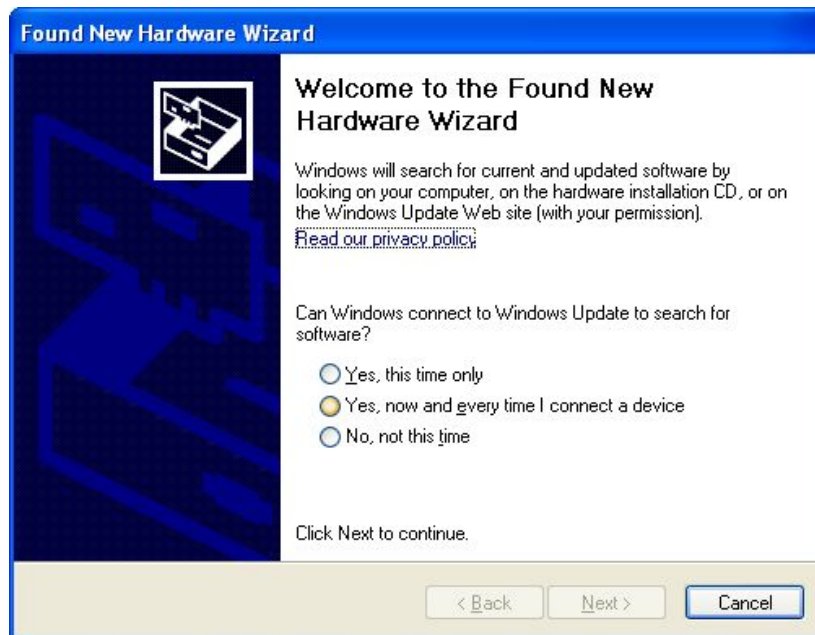 Found New Hardware Wizard
Welcome to the Found New
Hardware Wizard
Windows will search for current and updated software by
looking on your computer, on the hardware installation CD, or on
the Windows Update Web site (with your permission).
Read our privacy policy
Can Windows connect to Windows Update to search for
software?
Yes, this time only
Yes, now and every time I connect a device
No, not this time
Click Next to continue.
< Back Next > Cancel